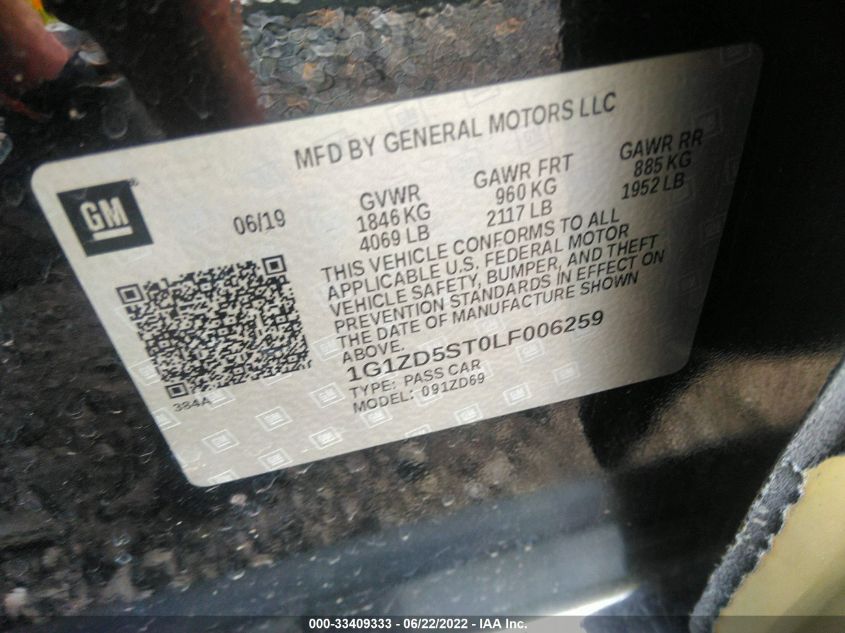 MFD BY GENERAL MOTORS LLC
GM
06/19
GVWR
1846 KG
4069 LB
GAWR FRT
960 KG
2117 LB
GAWR RR
885 KG
1952 LB
THIS VEHICLE CONFORMS TO ALL
APPLICABLE U.S. FEDERAL MOTOR
VEHICLE SAFETY, BUMPER, AND THEFT
PREVENTION STANDARDS IN EFFECT ON
THE DATE OF MANUFACTURE SHOWN
ABOVE.
1G1ZD5ST0LF006259
TYPE: PASS CAR
MODEL: 091ZD69
384A
000-33409333 - 06/22/2022 - IAA Inc.